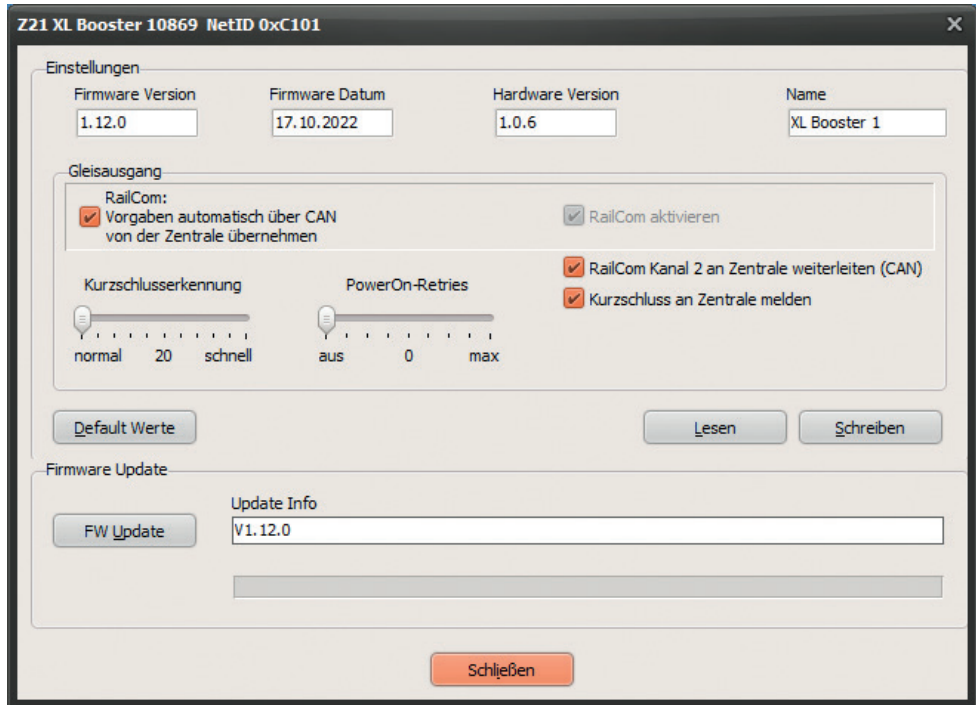 Z21 XL Booster 10869 NetID 0xC101
Einstellungen
Firmware Version
Firmware Datum
Hardware Version
Name
1.12.0
17.10.2022
1.0.6
XL Booster 1
Gleisausgang
RailCom:
Vorgaben automatisch über CAN
von der Zentrale übernehmen
RailCom aktivieren
RailCom Kanal 2 an Zentrale weiterleiten (CAN)
Kurzschluss an Zentrale melden
Kurzschlusserkennung
normal 20 schnell
PowerOn-Retries
aus 0 max
Default Werte
Lesen
Schreiben
Firmware Update
FW Update
Update Info
V1.12.0
Schließen